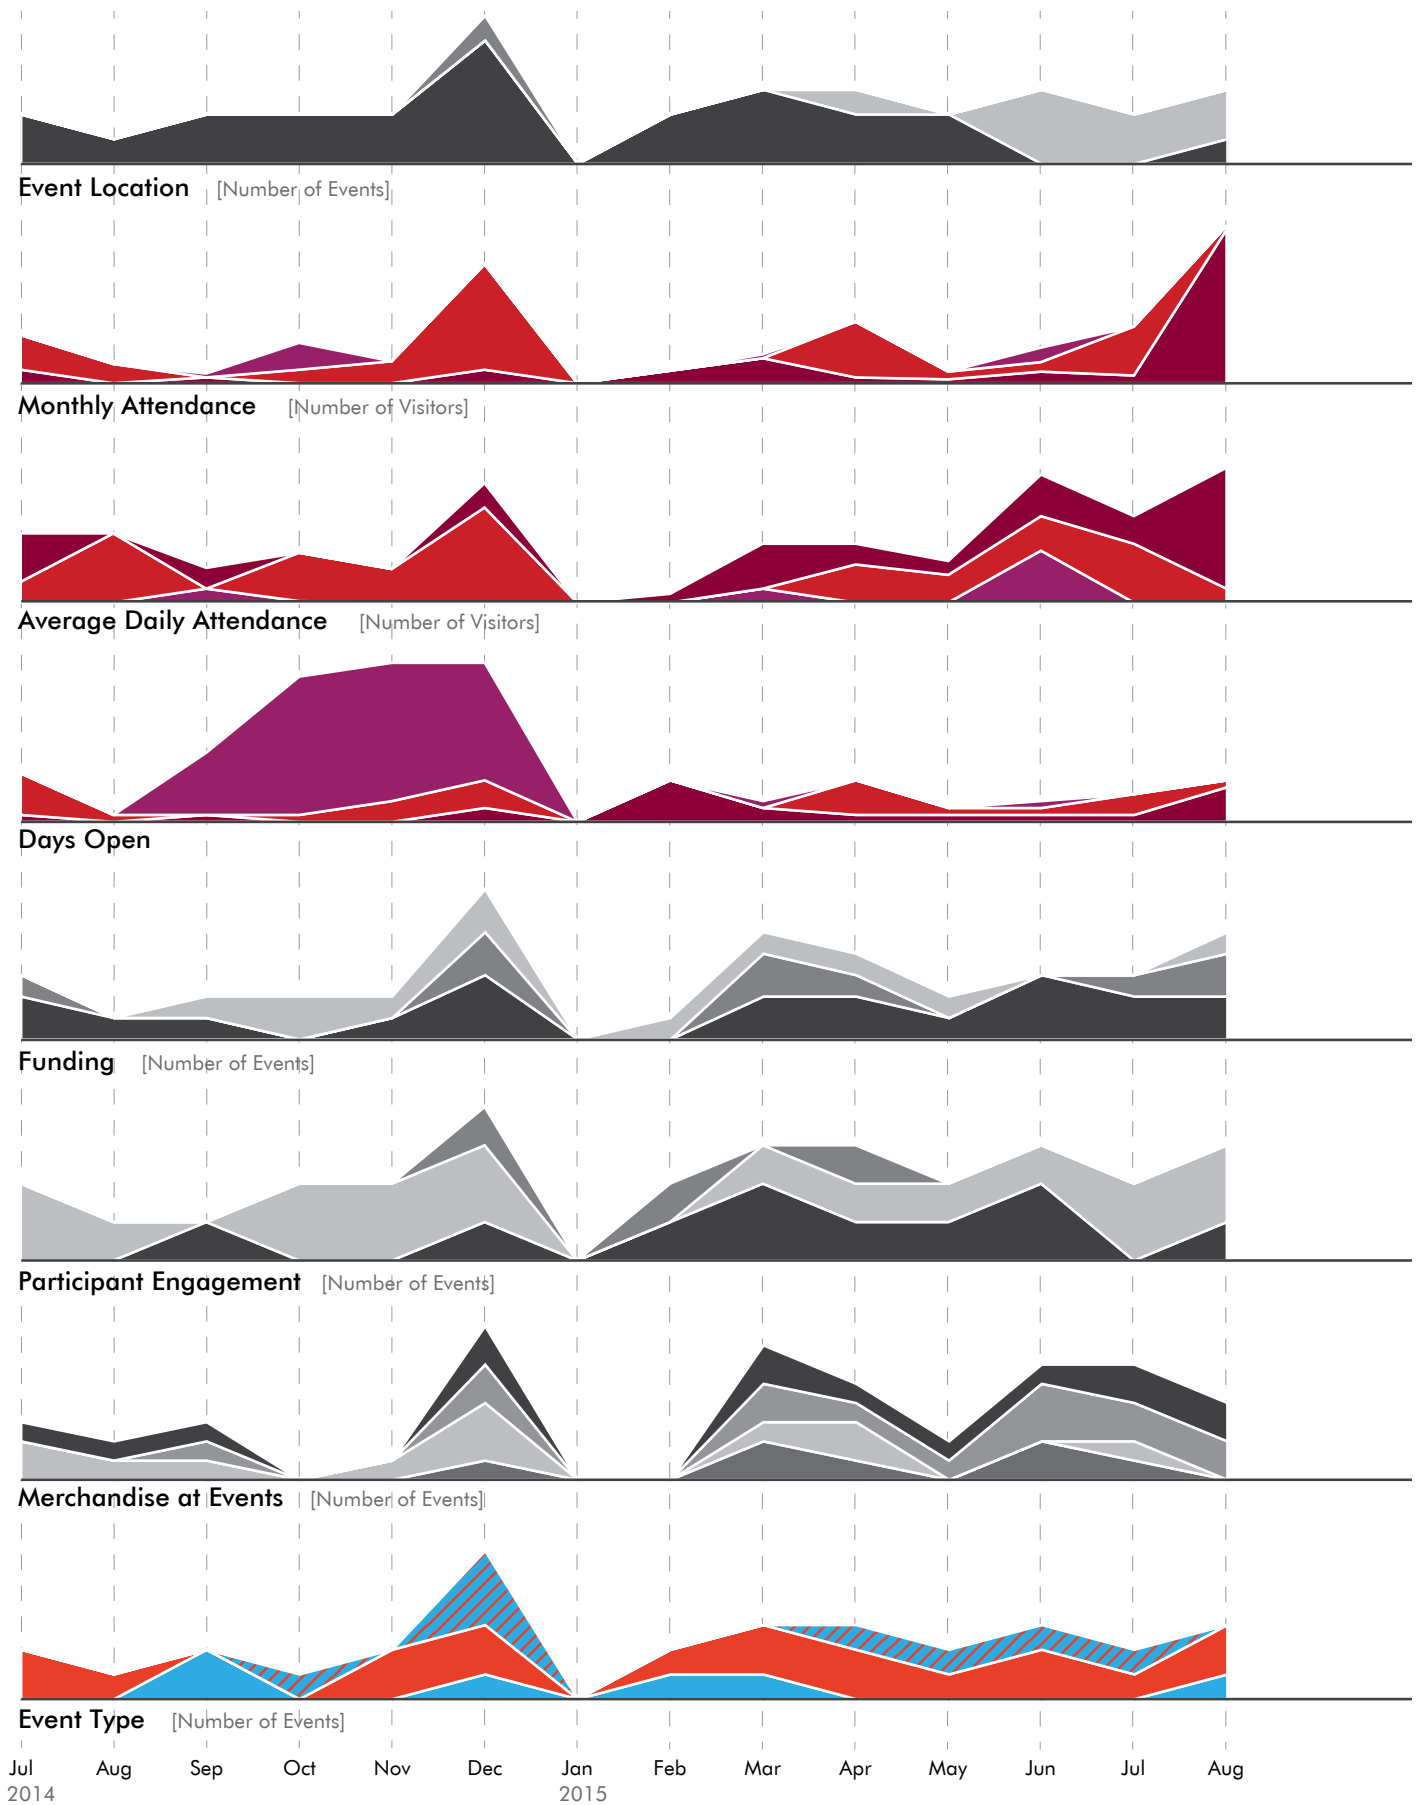 Event Location [Number of Events]
Monthly Attendance [Number of Visitors]
Average Daily Attendance [Number of Visitors]
Days Open
Funding [Number of Events]
Participant Engagement [Number of Events]
Merchandise at Events [Number of Events]
Event Type [Number of Events]
Jul Aug Sep Oct Nov Dec Jan Feb Mar Apr May Jun Jul Aug
2014 2015